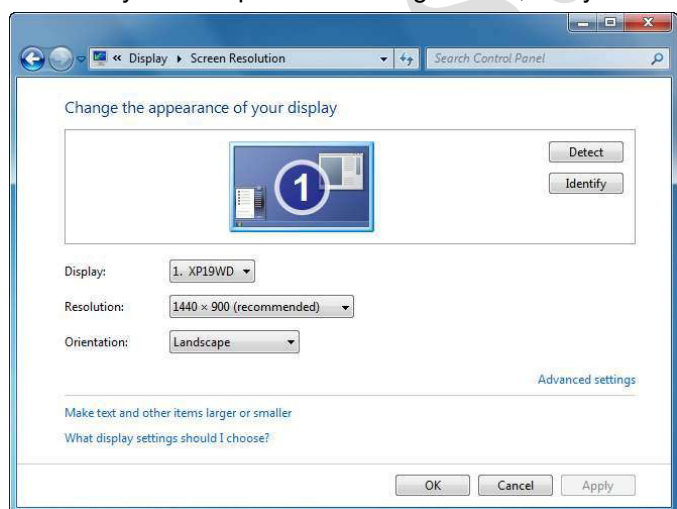 « Display ▸ Screen Resolution
Search Control Panel
Change the appearance of your display
1
Detect
Identify
Display: 1. XP19WD
Resolution: 1440 × 900 (recommended)
Orientation: Landscape
Advanced settings
Make text and other items larger or smaller
What display settings should I choose?
OK Cancel Apply